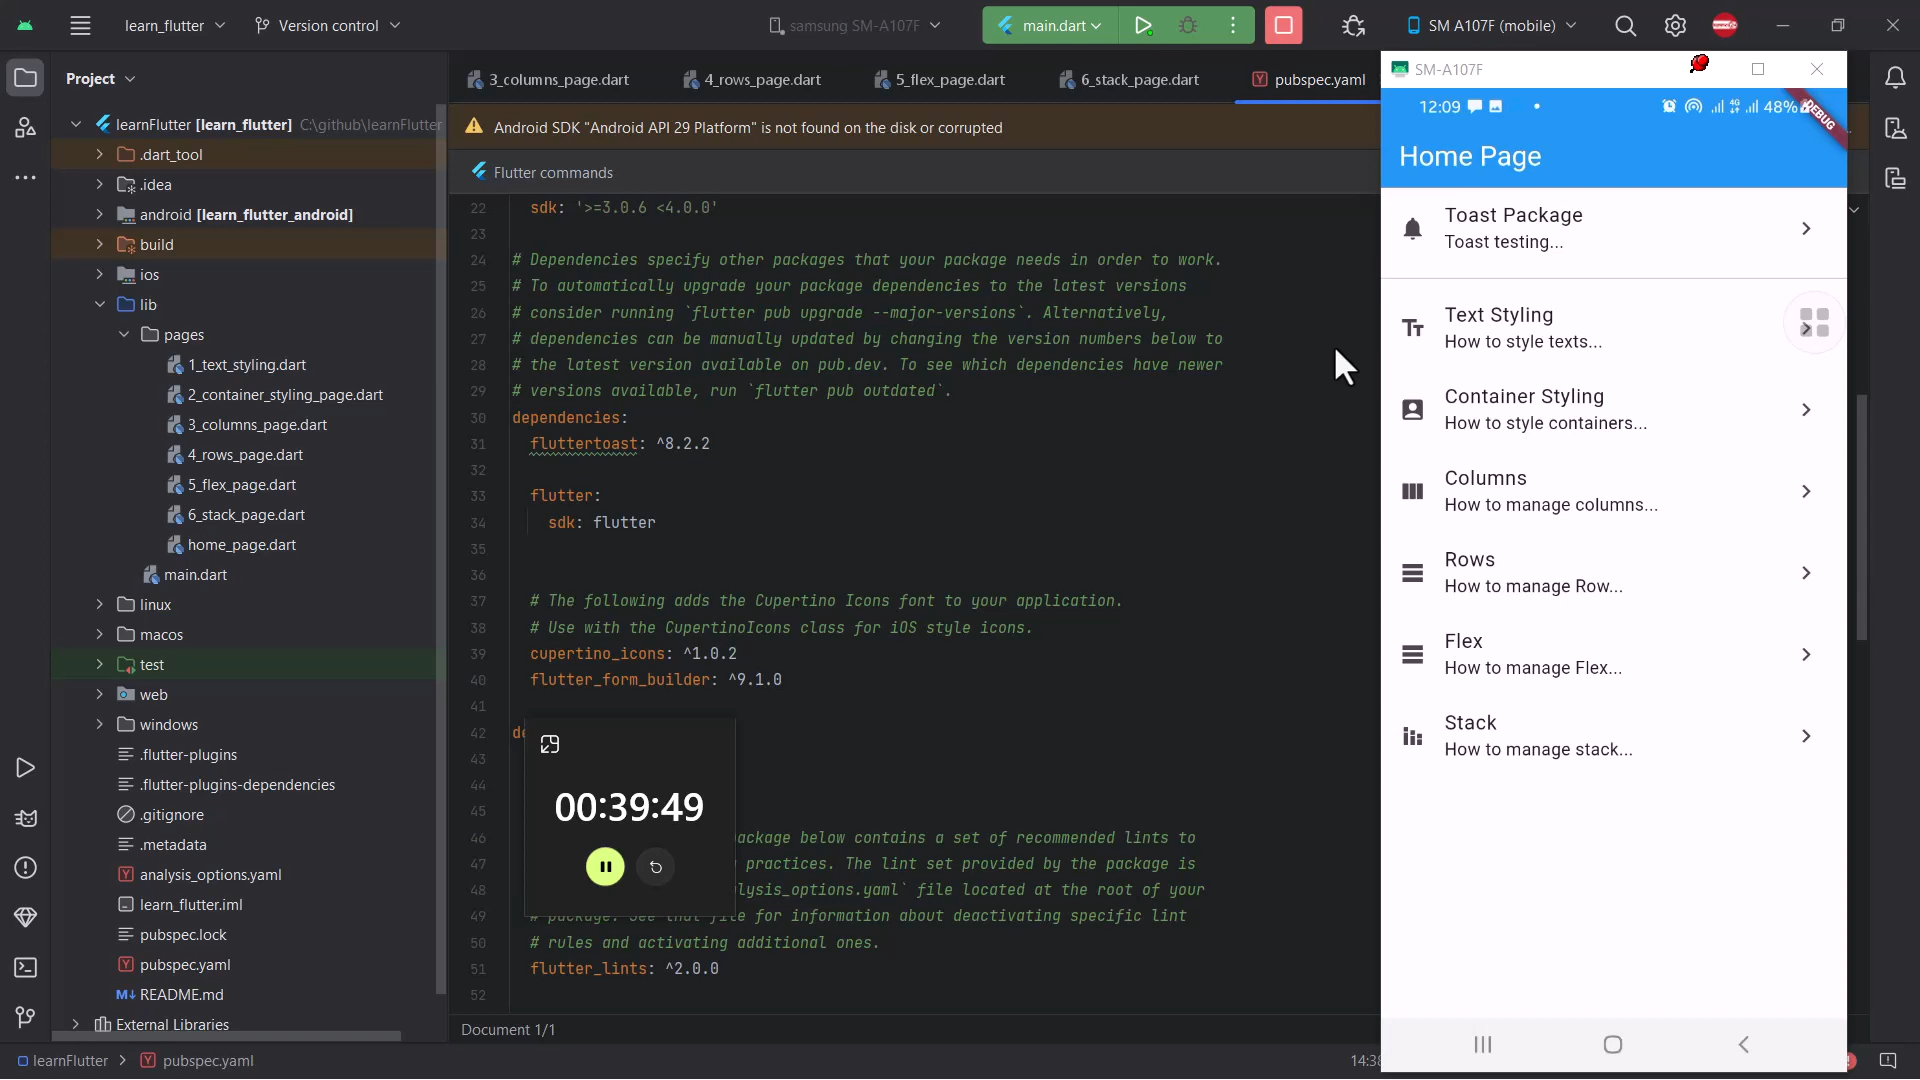 learn_flutter
Version control
samsung SM-A107F
main.dart
SM A107F (mobile)
Project
3_columns_page.dart
4_rows_page.dart
5_flex_page.dart
6_stack_page.dart
pubspec.yaml
learnFlutter [learn_flutter] C:\github\learnFlutter
.dart_tool
.idea
android [learn_flutter_android]
build
ios
lib
pages
1_text_styling.dart
2_container_styling_page.dart
3_columns_page.dart
4_rows_page.dart
5_flex_page.dart
6_stack_page.dart
home_page.dart
main.dart
linux
macos
test
web
windows
.flutter-plugins
.flutter-plugins-dependencies
.gitignore
.metadata
analysis_options.yaml
learn_flutter.iml
pubspec.lock
pubspec.yaml
README.md
External Libraries
Android SDK "Android API 29 Platform" is not found on the disk or corrupted
Flutter commands
22 sdk: '>=3.0.6 <4.0.0'
23
24 # Dependencies specify other packages that your package needs in order to work.
25 # To automatically upgrade your package dependencies to the latest versions
26 # consider running `flutter pub upgrade --major-versions`. Alternatively,
27 # dependencies can be manually updated by changing the version numbers below to
28 # the latest version available on pub.dev. To see which dependencies have newer
29 # versions available, run `flutter pub outdated`.
30 dependencies:
31 fluttertoast: ^8.2.2
32
33 flutter:
34 sdk: flutter
35
36
37 # The following adds the Cupertino Icons font to your application.
38 # Use with the CupertinoIcons class for iOS style icons.
39 cupertino_icons: ^1.0.2
40 flutter_form_builder: ^9.1.0
41
42 de
43
44
45
46 ackage below contains a set of recommended lints to
47 practices. The lint set provided by the package is
48 lysis_options.yaml` file located at the root of your
49 # package. See that file for information about deactivating specific lint
50 # rules and activating additional ones.
51 flutter_lints: ^2.0.0
52
00:39:49
Document 1/1
learnFlutter
pubspec.yaml
14:38
SM-A107F
12:09
4G
48%
DEBUG
Home Page
Toast Package
Toast testing...
Text Styling
How to style texts...
Container Styling
How to style containers...
Columns
How to manage columns...
Rows
How to manage Row...
Flex
How to manage Flex...
Stack
How to manage stack...